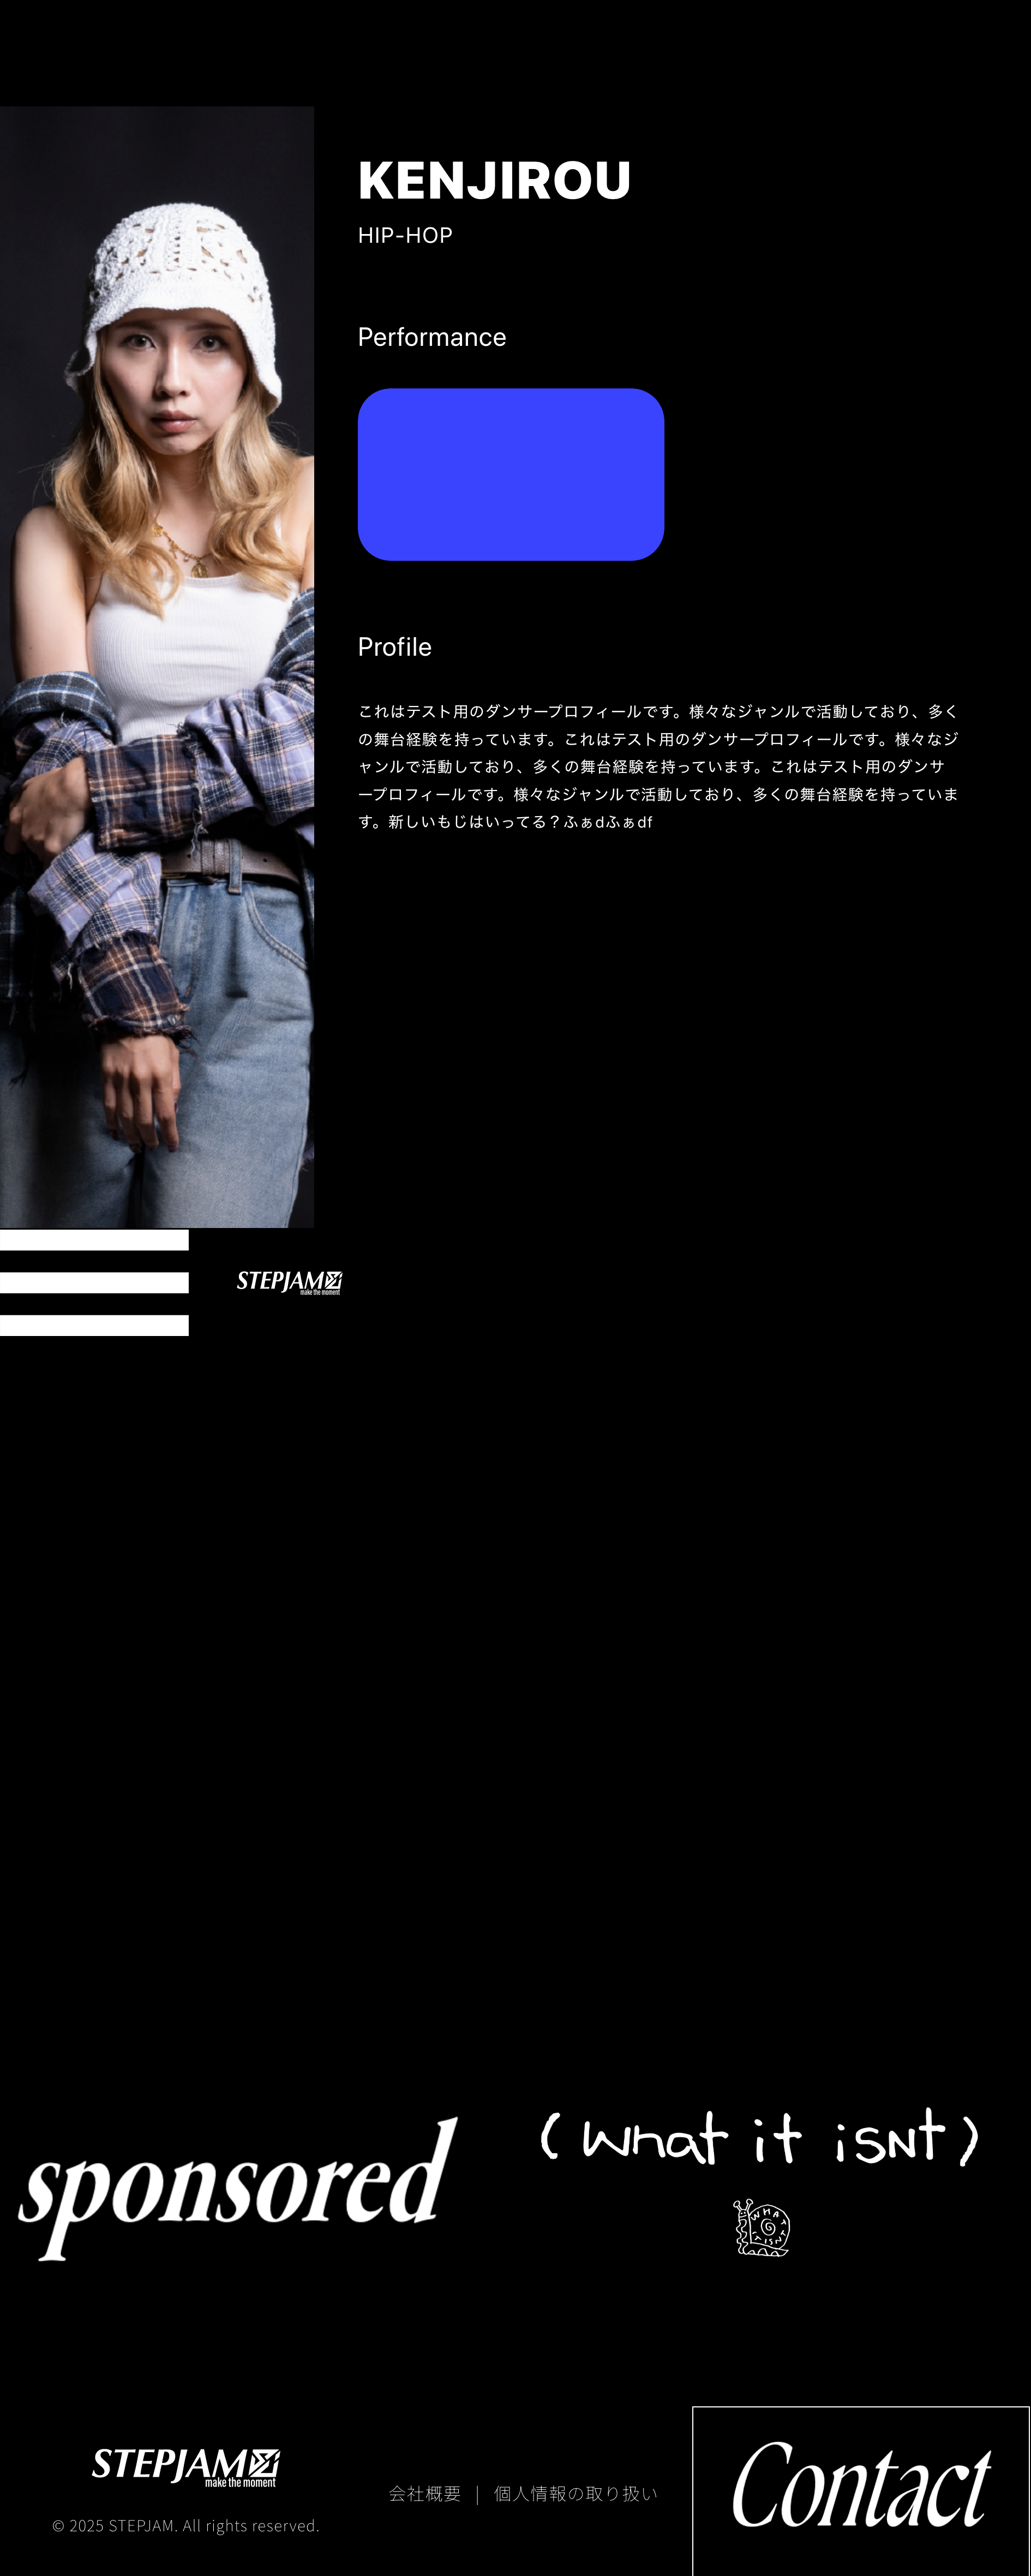 KENJIROU
HIP-HOP
Performance
Profile
これはテスト用のダンサープロフィールです。様々なジャンルで活動しており、多く
の舞台経験を持っています。これはテスト用のダンサープロフィールです。様々なジ
ャンルで活動しており、多くの舞台経験を持っています。これはテスト用のダンサ
ープロフィールです。様々なジャンルで活動しており、多くの舞台経験を持っていま
す。新しいもじはいってる？ふぁdふぁdf
STEPJAM
make the moment
sponsored
(What it isNt)
WHAT IT ISNT
STEPJAM
make the moment
© 2025 STEPJAM. All rights reserved.
会社概要 | 個人情報の取り扱い
Contact